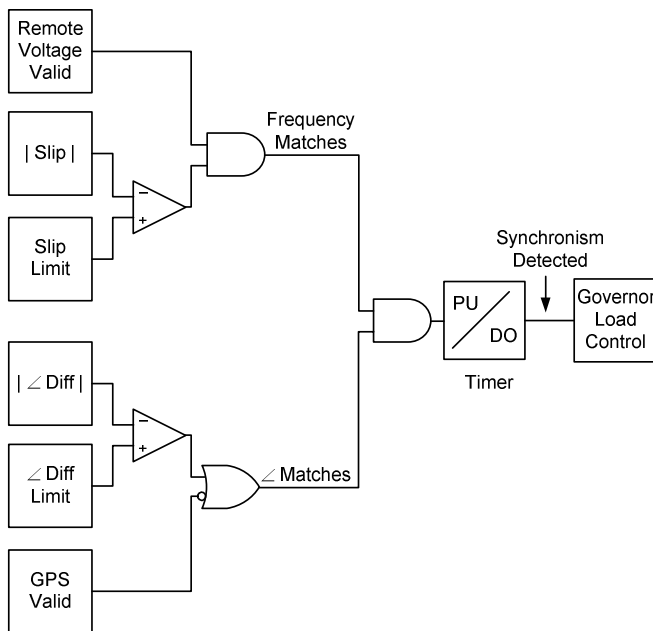 Remote
Voltage
Valid
| Slip |
Slip
Limit
−
+
Frequency
Matches
| ∠ Diff |
∠ Diff
Limit
−
+
GPS
Valid
∠ Matches
PU
DO
Timer
Synchronism
Detected
Governor
Load
Control